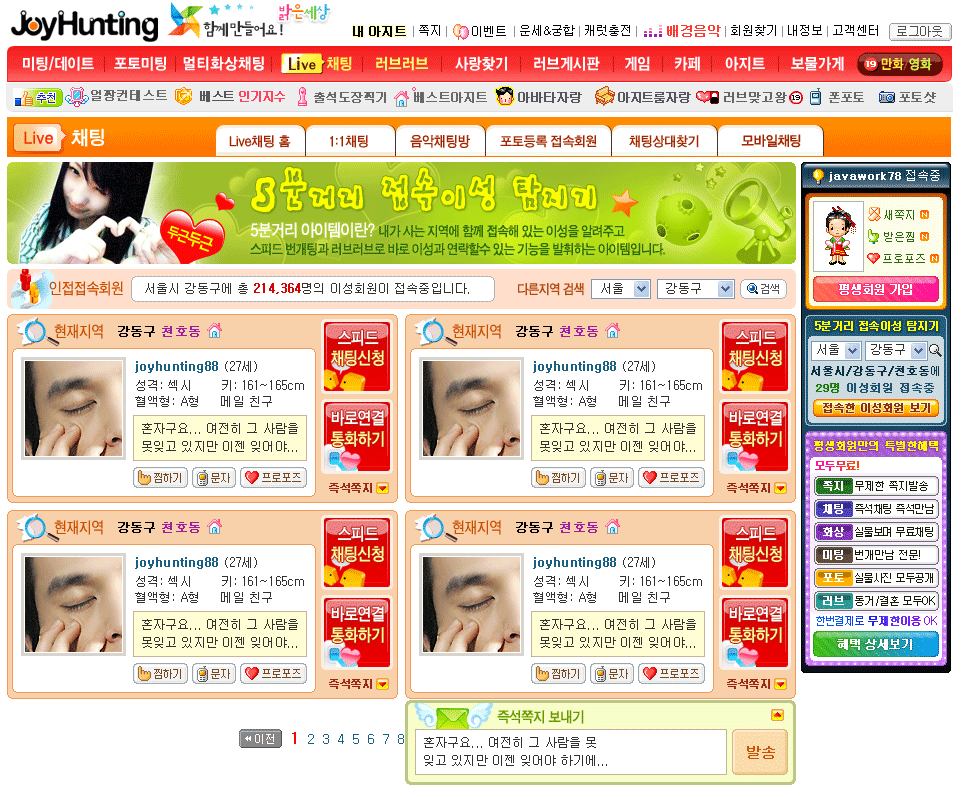 JoyHunting 함께만들어요! 밝은세상
내 아지트 | 쪽지 | 이벤트 | 운세&궁합 | 캐럿충전 | 배경음악 | 회원찾기 | 내정보 | 고객센터 로그아웃
미팅/데이트 포토미팅 멀티화상채팅 Live 채팅 러브러브 사랑찾기 러브게시판 게임 카페 아지트 보물가게 19 만화/영화
추천 얼짱컨테스트 베스트 인기지수 출석도장찍기 베스트아지트 아바타자랑 아지트룸자랑 러브맞고왕 19 폰포토 포토샷
Live 채팅 Live채팅 홈 1:1채팅 음악채팅방 포토등록 접속회원 채팅상대찾기 모바일채팅
5분거리 접속이성 탐지기
두근두근
5분거리 아이템이란? 내가 사는 지역에 함께 접속해 있는 이성을 알려주고
스피드 번개팅과 러브러브로 바로 이성과 연락할수 있는 기능을 발휘하는 아이템입니다.
인접접속회원 서울시 강동구에 총 214,364명의 이성회원이 접속중입니다. 다른지역 검색 서울 강동구 검색
현재지역 강동구 천호동
joyhunting88 (27세)
성격: 섹시 키: 161~165cm
혈액형: A형 메일 친구
혼자구요... 여전히 그 사람을
못잊고 있지만 이젠 잊어야...
찜하기 문자 프로포즈
스피드
채팅신청
바로연결
통화하기
즉석쪽지
현재지역 강동구 천호동
joyhunting88 (27세)
성격: 섹시 키: 161~165cm
혈액형: A형 메일 친구
혼자구요... 여전히 그 사람을
못잊고 있지만 이젠 잊어야...
찜하기 문자 프로포즈
스피드
채팅신청
바로연결
통화하기
즉석쪽지
현재지역 강동구 천호동
joyhunting88 (27세)
성격: 섹시 키: 161~165cm
혈액형: A형 메일 친구
혼자구요... 여전히 그 사람을
못잊고 있지만 이젠 잊어야...
찜하기 문자 프로포즈
스피드
채팅신청
바로연결
통화하기
즉석쪽지
현재지역 강동구 천호동
joyhunting88 (27세)
성격: 섹시 키: 161~165cm
혈액형: A형 메일 친구
혼자구요... 여전히 그 사람을
못잊고 있지만 이젠 잊어야...
찜하기 문자 프로포즈
스피드
채팅신청
바로연결
통화하기
즉석쪽지
이전 1 2 3 4 5 6 7 8
즉석쪽지 보내기
혼자구요... 여전히 그 사람을 못
잊고 있지만 이젠 잊어야 하기에...
발송
javawork78 접속중
새쪽지 N
받은찜 N
프로포즈 N
평생회원 가입
5분거리 접속이성 탐지기
서울 강동구
서울시/강동구/천호동에
29명 이성회원 접속중
접속한 이성회원 보기
평생회원만의 특별한혜택
모두무료!
쪽지 무제한 쪽지발송
채팅 즉석채팅 즉석만남
화상 실물보며 무료채팅
미팅 번개만남 전문!
포토 실물사진 모두공개
러브 동거/결혼 모두OK
한번결제로 무제한이용 OK
혜택 상세보기